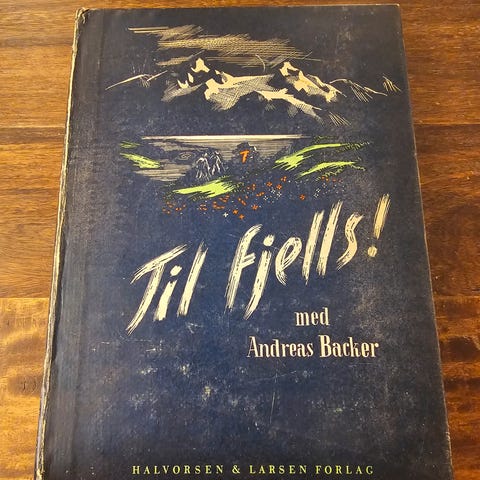 Til fjells!
med
Andreas Backer
HALVORSEN & LARSEN FORLAG